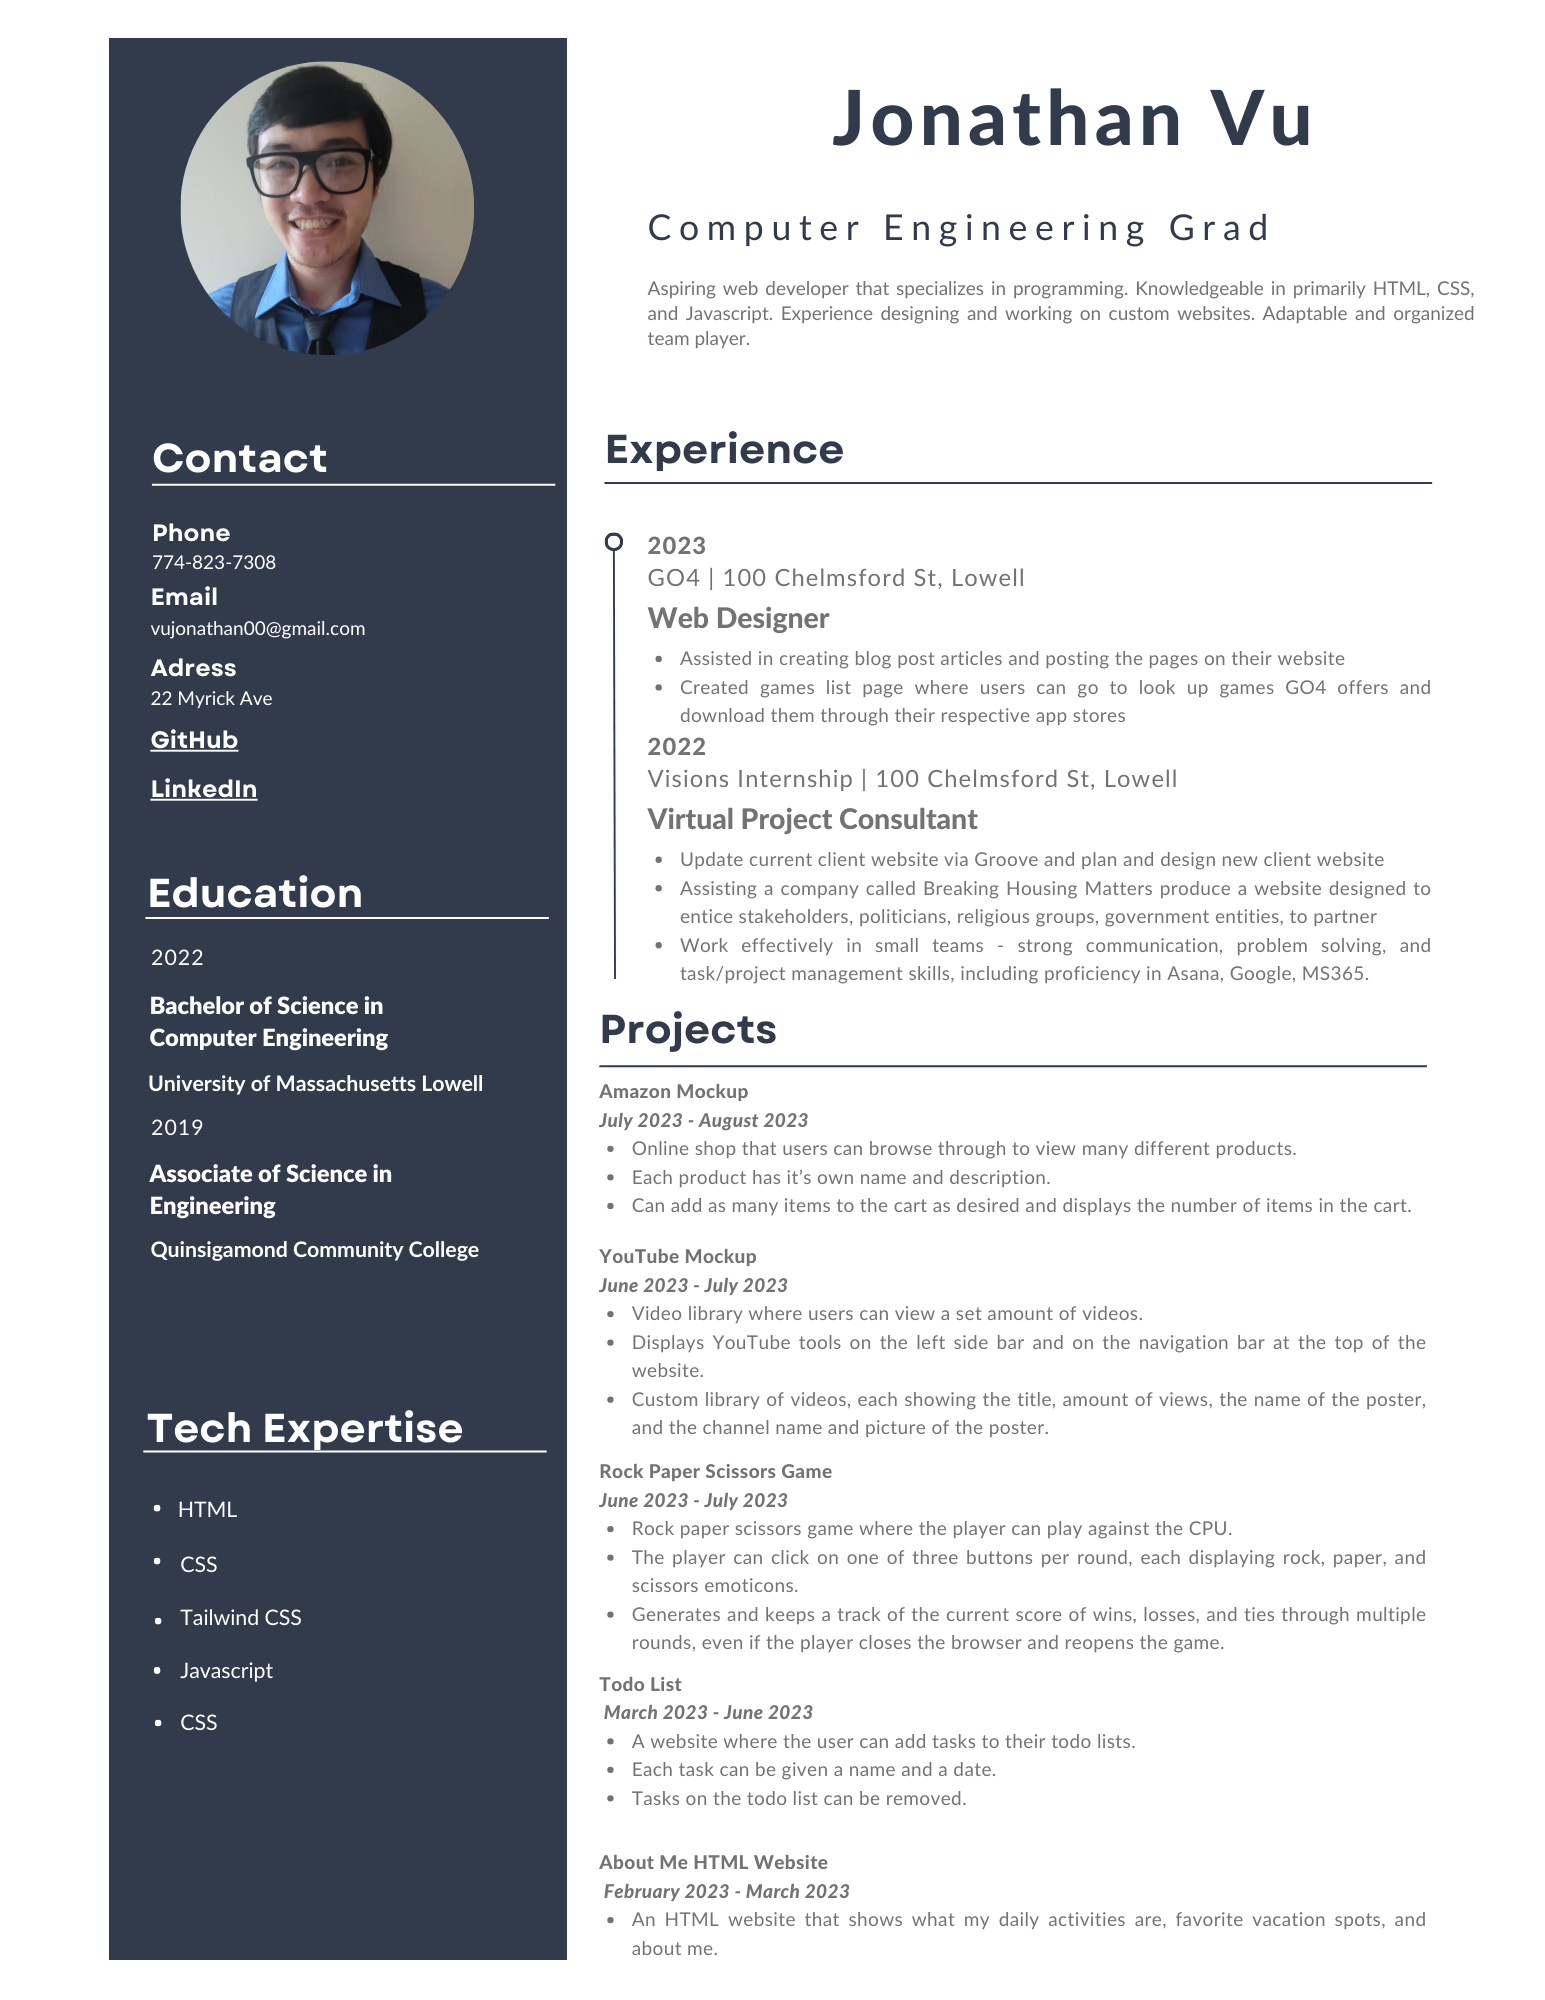 Jonathan Vu
Computer Engineering Grad
Aspiring web developer that specializes in programming. Knowledgeable in primarily HTML, CSS,
and Javascript. Experience designing and working on custom websites. Adaptable and organized
team player.
Contact
Phone
774-823-7308
Email
vujonathan00@gmail.com
Adress
22 Myrick Ave
GitHub
LinkedIn
Education
2022
Bachelor of Science in
Computer Engineering
University of Massachusetts Lowell
2019
Associate of Science in
Engineering
Quinsigamond Community College
Tech Expertise
• HTML
• CSS
• Tailwind CSS
• Javascript
• CSS
Experience
2023
GO4 | 100 Chelmsford St, Lowell
Web Designer
• Assisted in creating blog post articles and posting the pages on their website
• Created games list page where users can go to look up games GO4 offers and
download them through their respective app stores
2022
Visions Internship | 100 Chelmsford St, Lowell
Virtual Project Consultant
• Update current client website via Groove and plan and design new client website
• Assisting a company called Breaking Housing Matters produce a website designed to
entice stakeholders, politicians, religious groups, government entities, to partner
• Work effectively in small teams - strong communication, problem solving, and
task/project management skills, including proficiency in Asana, Google, MS365.
Projects
Amazon Mockup
July 2023 - August 2023
• Online shop that users can browse through to view many different products.
• Each product has it's own name and description.
• Can add as many items to the cart as desired and displays the number of items in the cart.
YouTube Mockup
June 2023 - July 2023
• Video library where users can view a set amount of videos.
• Displays YouTube tools on the left side bar and on the navigation bar at the top of the
website.
• Custom library of videos, each showing the title, amount of views, the name of the poster,
and the channel name and picture of the poster.
Rock Paper Scissors Game
June 2023 - July 2023
• Rock paper scissors game where the player can play against the CPU.
• The player can click on one of three buttons per round, each displaying rock, paper, and
scissors emoticons.
• Generates and keeps a track of the current score of wins, losses, and ties through multiple
rounds, even if the player closes the browser and reopens the game.
Todo List
March 2023 - June 2023
• A website where the user can add tasks to their todo lists.
• Each task can be given a name and a date.
• Tasks on the todo list can be removed.
About Me HTML Website
February 2023 - March 2023
• An HTML website that shows what my daily activities are, favorite vacation spots, and
about me.